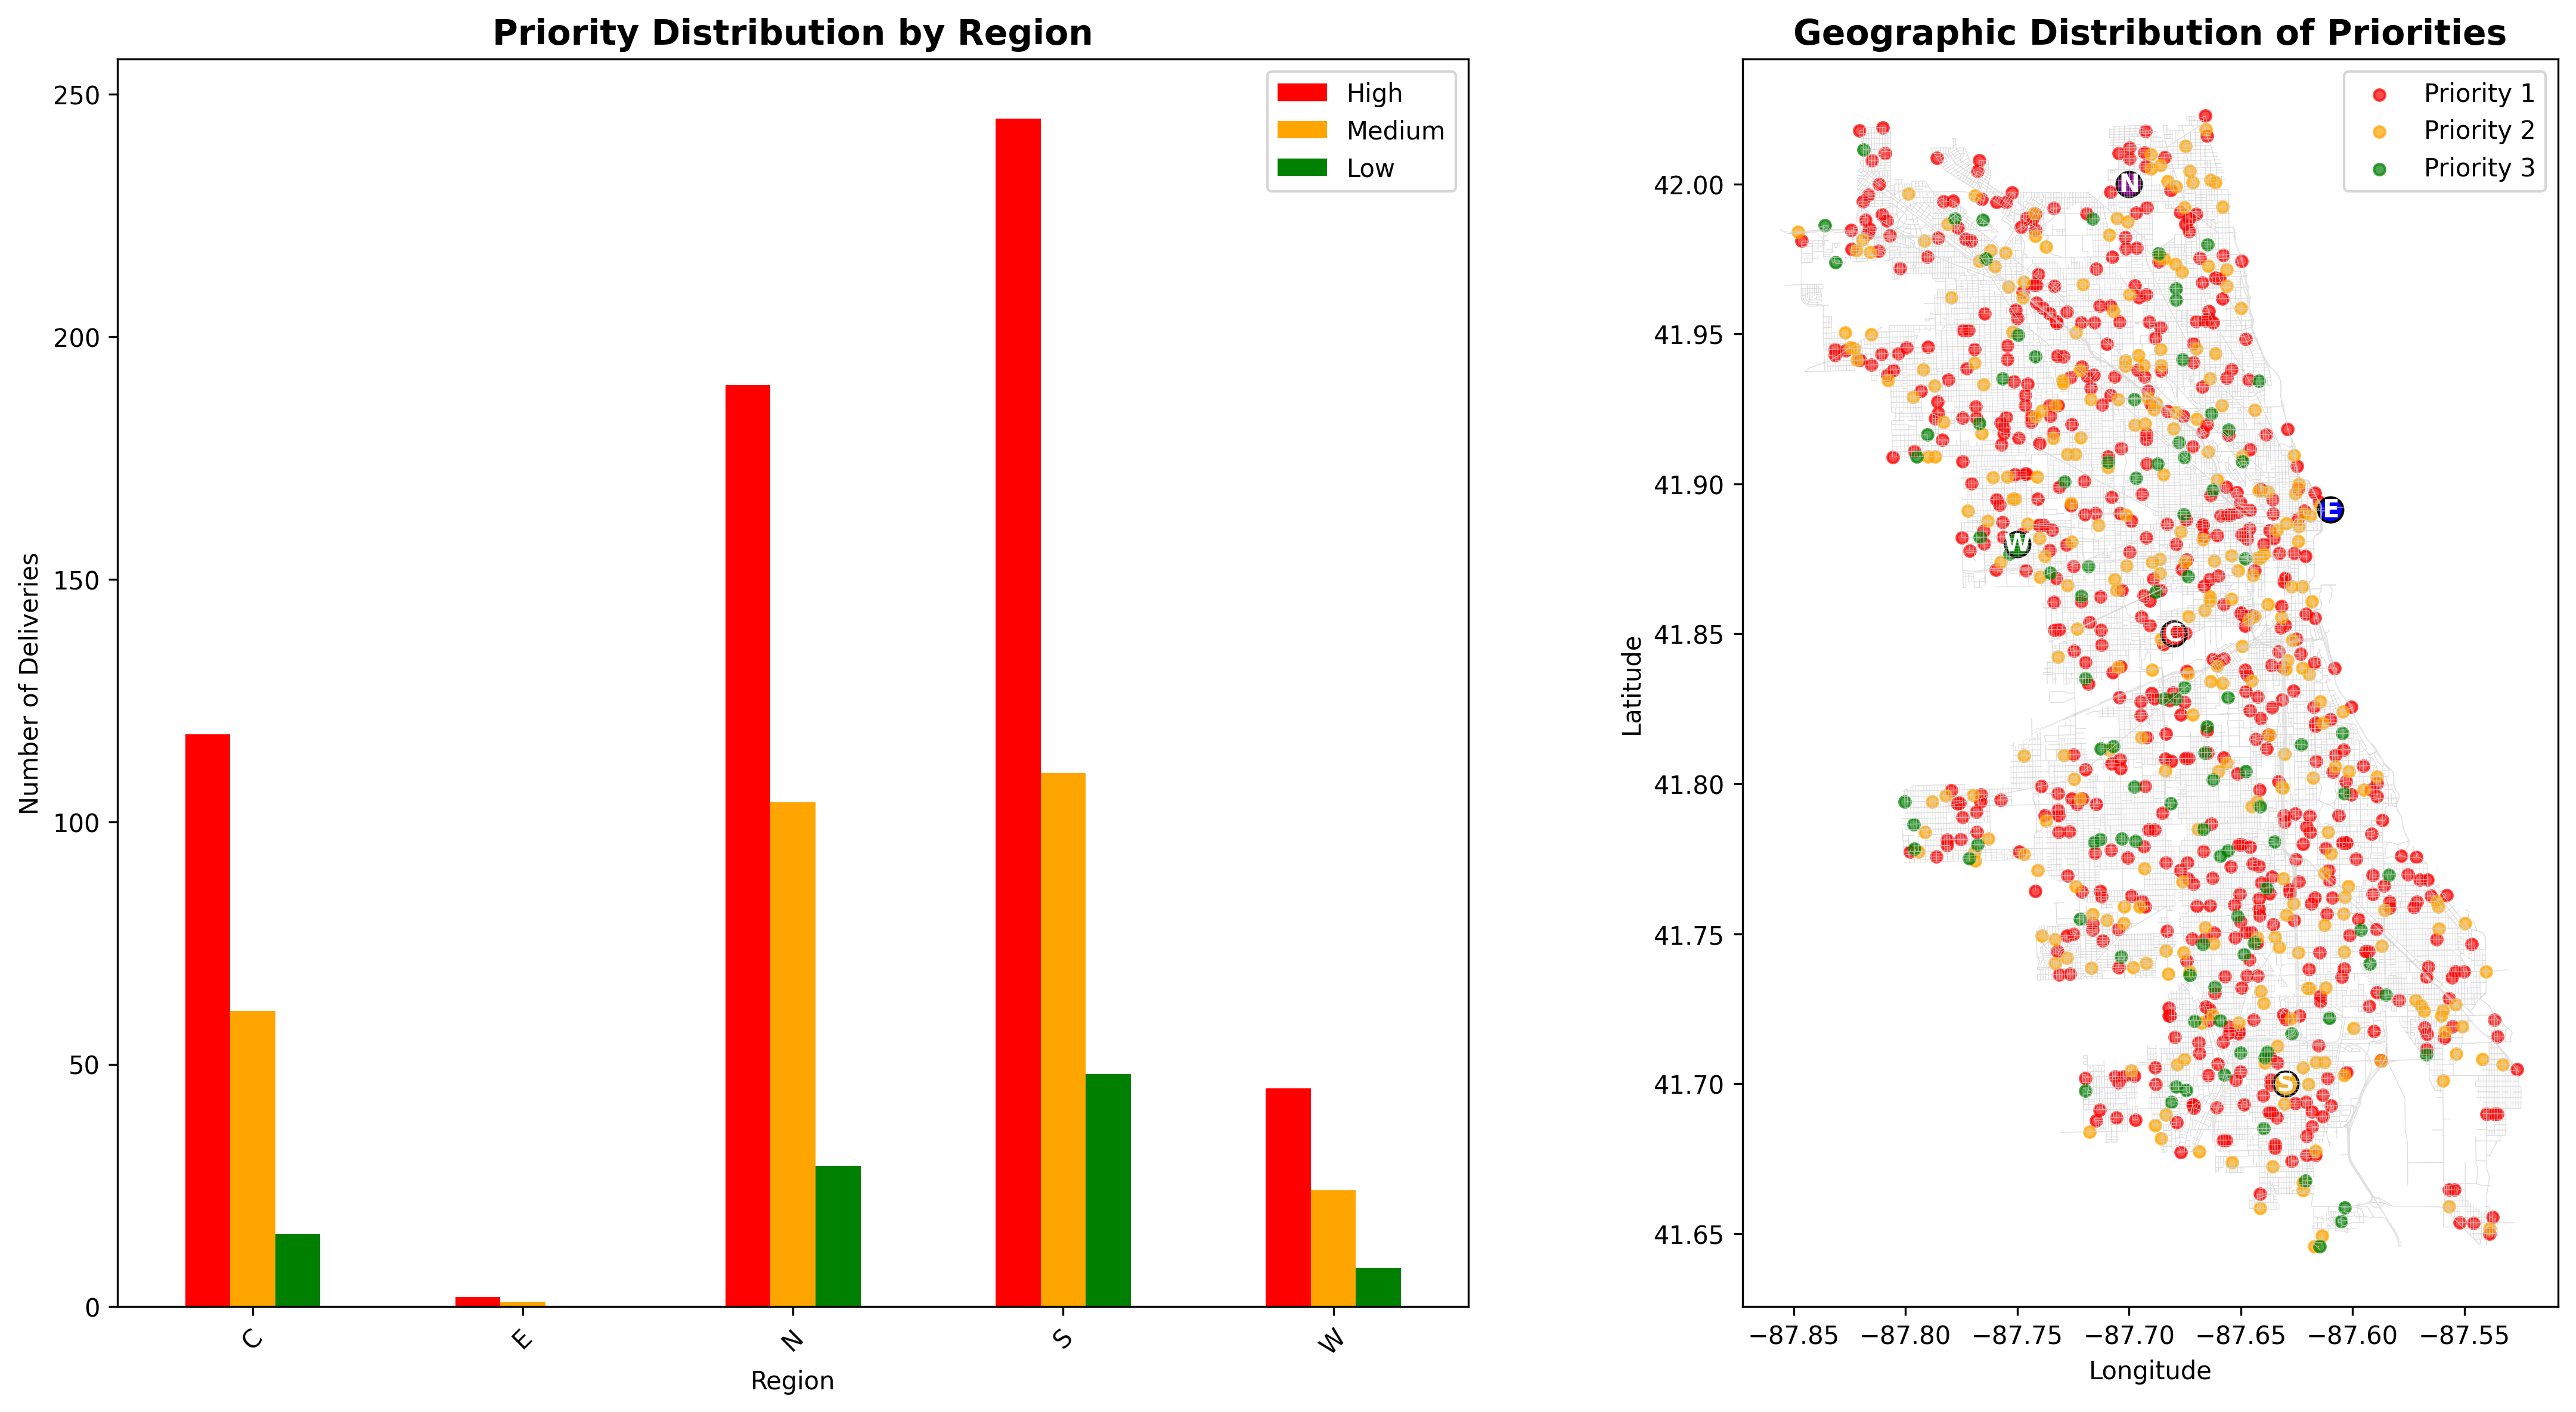 Priority Distribution by Region
250
200
150
100
50
0
Number of Deliveries
High
Medium
Low
C
E
N
S
W
Region
Geographic Distribution of Priorities
Priority 1
Priority 2
Priority 3
42.00
41.95
41.90
41.85
41.80
41.75
41.70
41.65
Latitude
N
E
W
C
S
−87.85
−87.80
−87.75
−87.70
−87.65
−87.60
−87.55
Longitude